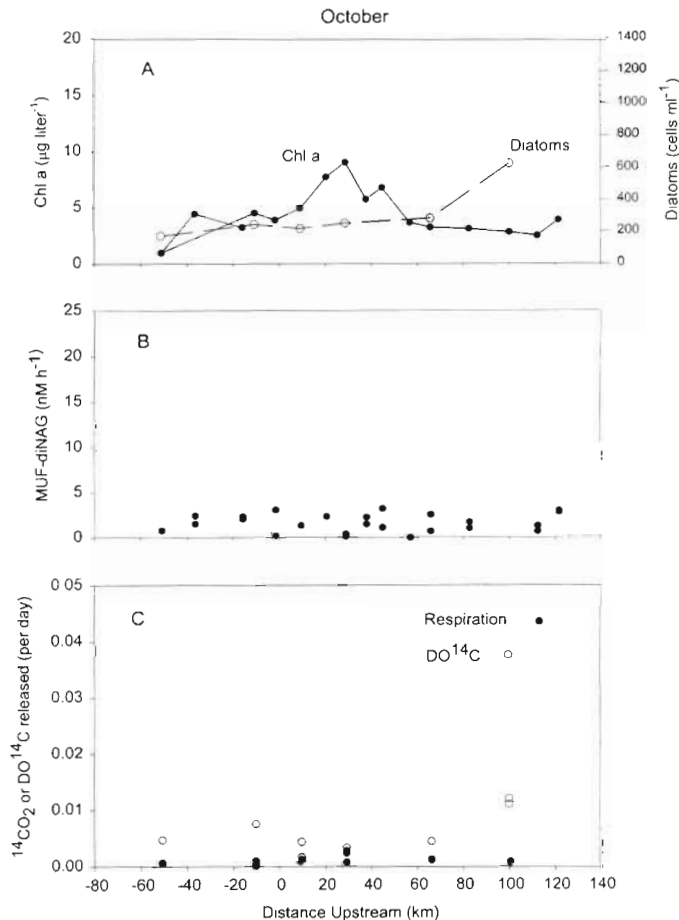 October
A
Chl a (µg liter⁻¹)
20
15
10
5
0
Chl a
Diatoms
1400
1200
1000
800
600
400
200
0
Diatoms (cells ml⁻¹)
B
MUF-diNAG (nM h⁻¹)
25
20
15
10
5
0
C
¹⁴CO₂ or DO¹⁴C released (per day)
0.05
0.04
0.03
0.02
0.01
0.00
Respiration
DO¹⁴C
-80 -60 -40 -20 0 20 40 60 80 100 120 140
Distance Upstream (km)